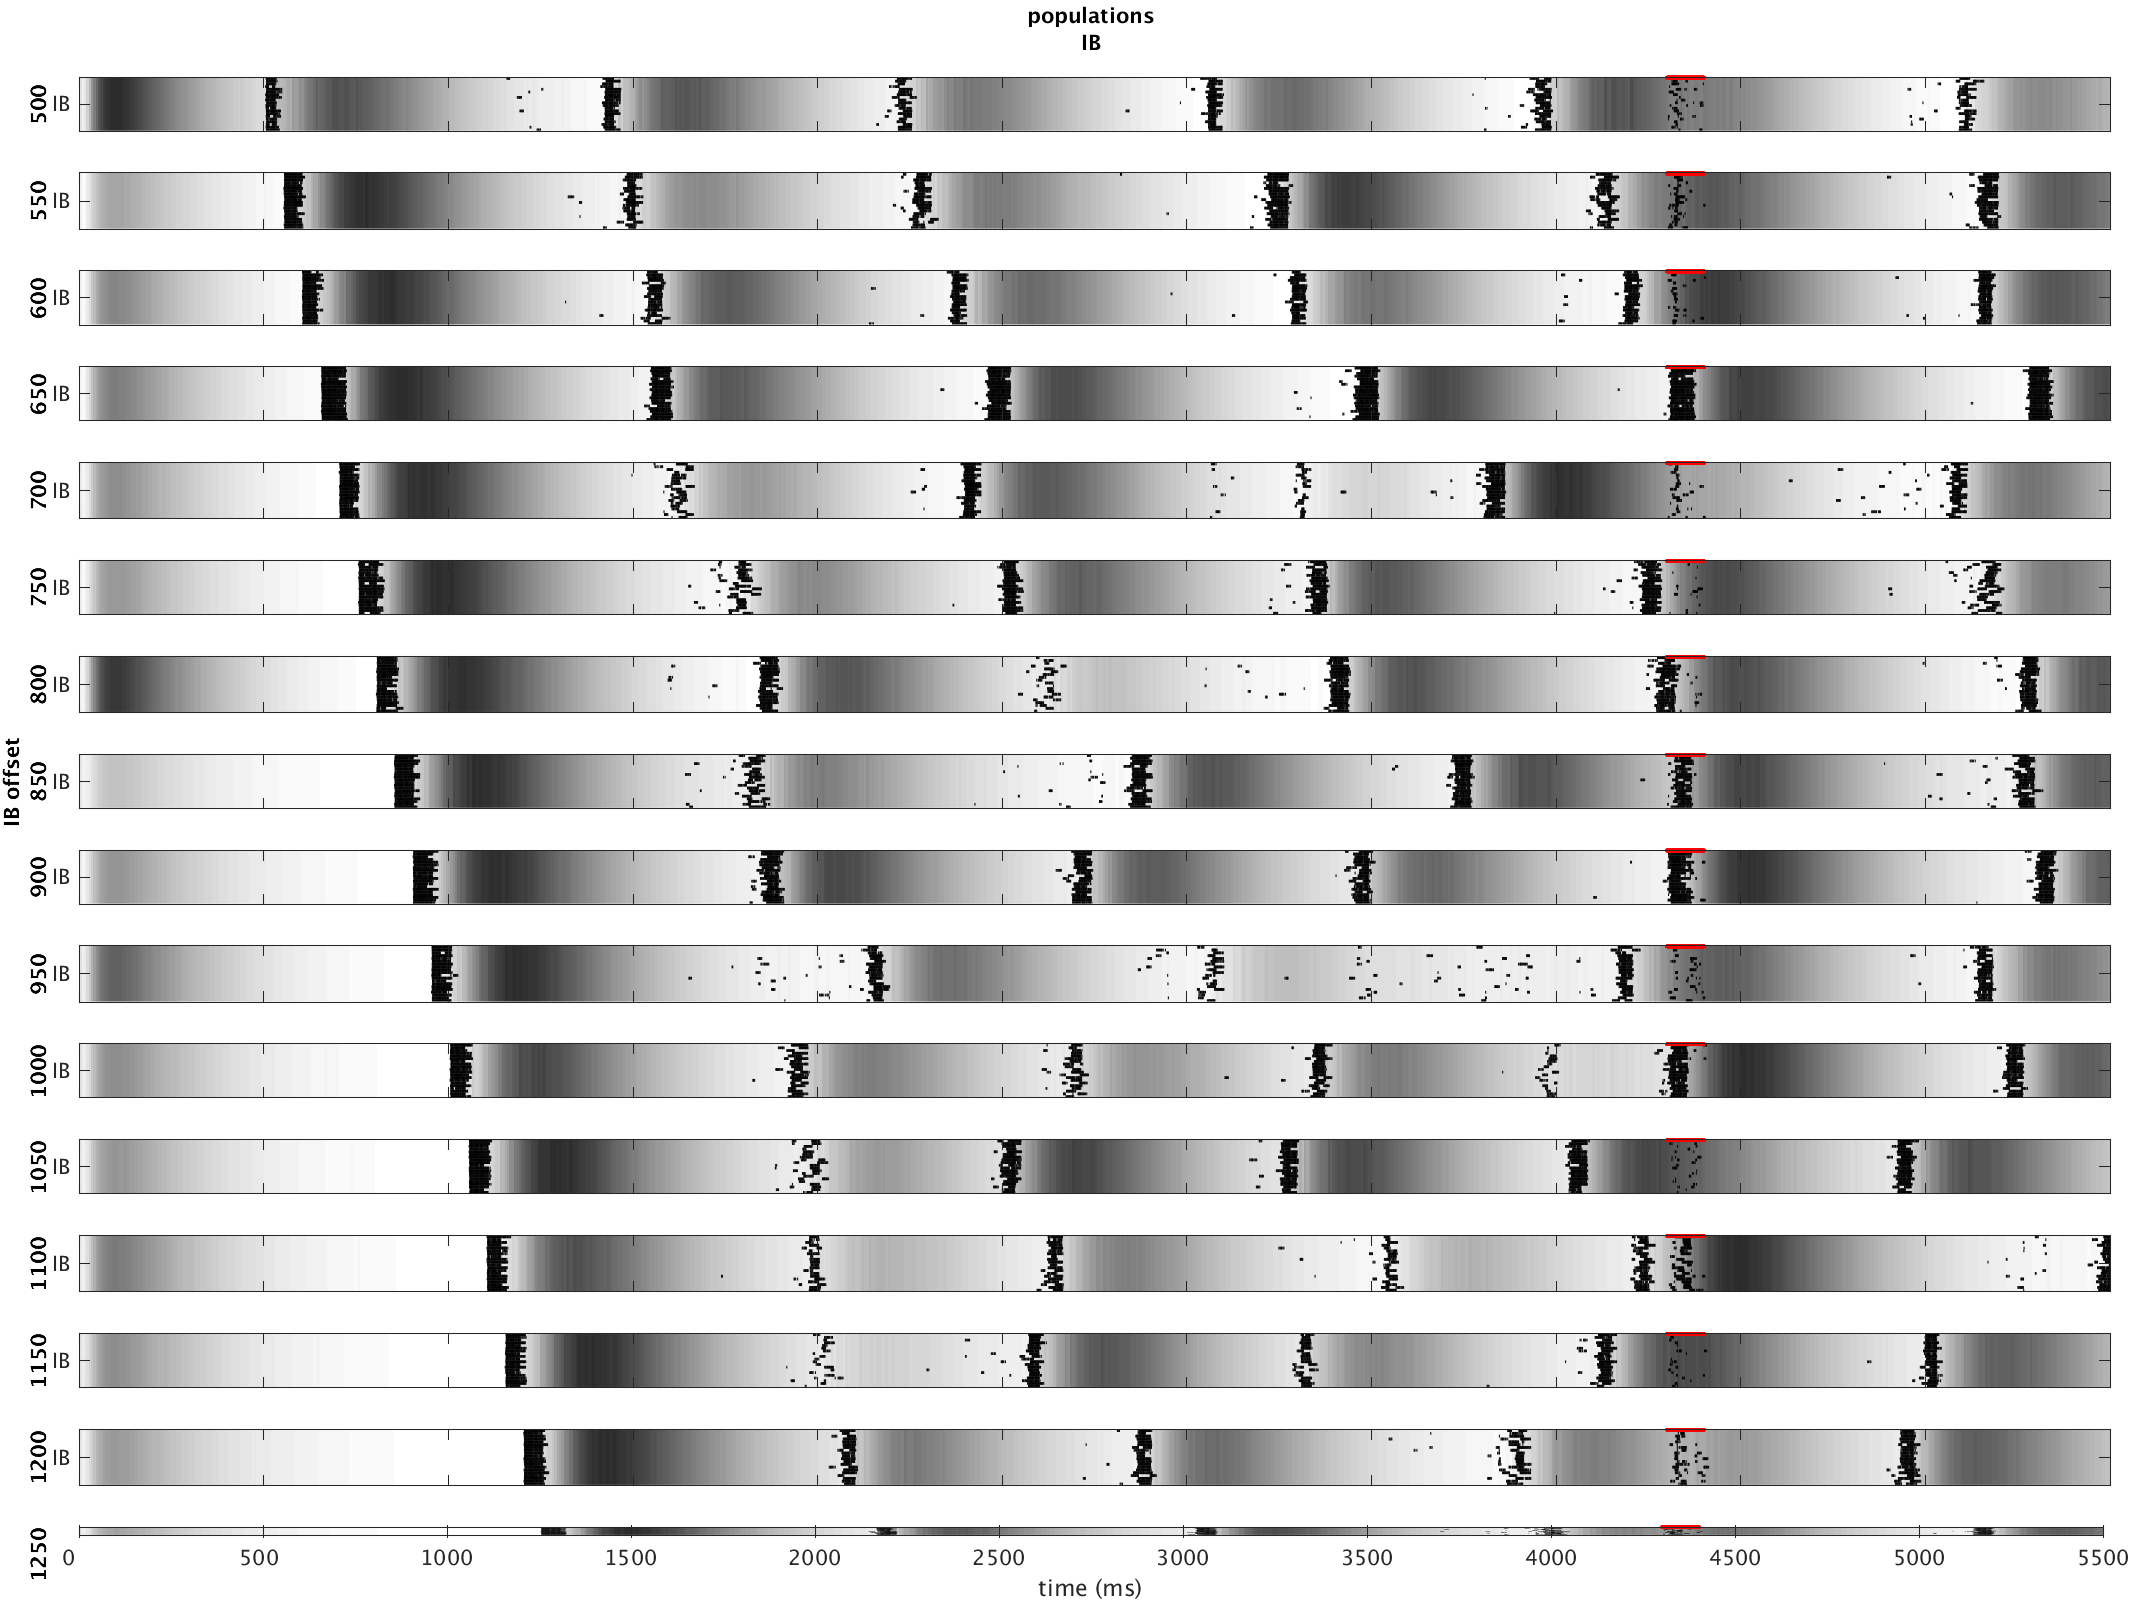 populations
IB
500 IB
550 IB
600 IB
650 IB
700 IB
750 IB
800 IB
850 IB
900 IB
950 IB
1000 IB
1050 IB
1100 IB
1150 IB
1200 IB
1250
IB offset
0 500 1000 1500 2000 2500 3000 3500 4000 4500 5000 5500
time (ms)